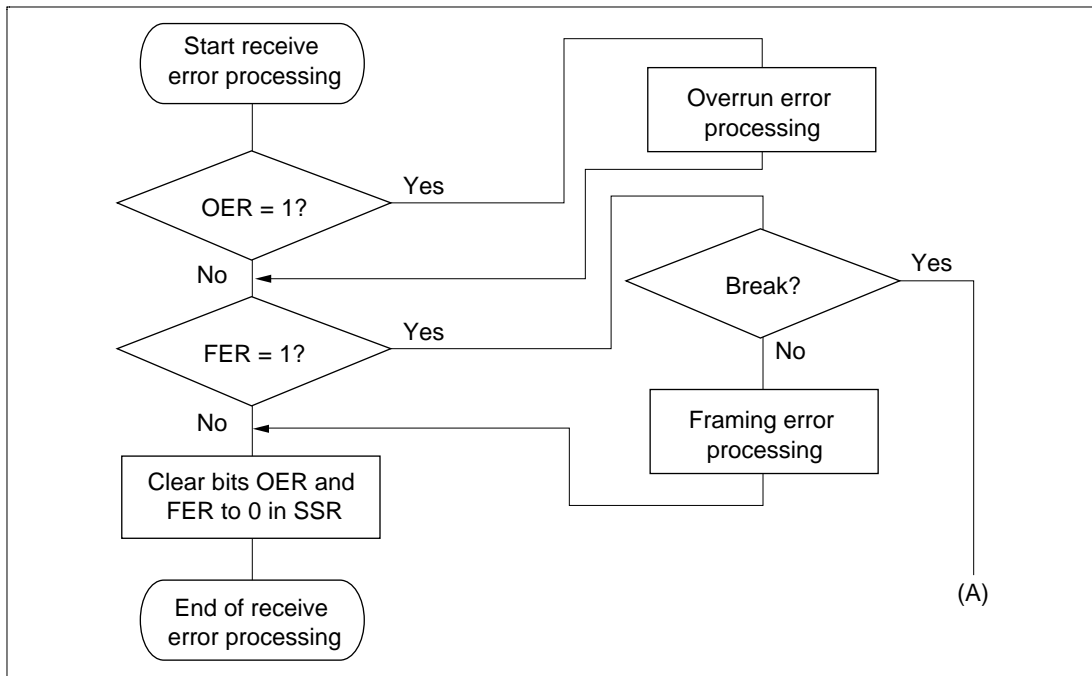 Start receive
error processing
Overrun error
processing
Yes
OER = 1?
No
Yes
Break?
Yes
FER = 1?
No
No
Framing error
processing
Clear bits OER and
FER to 0 in SSR
(A)
End of receive
error processing